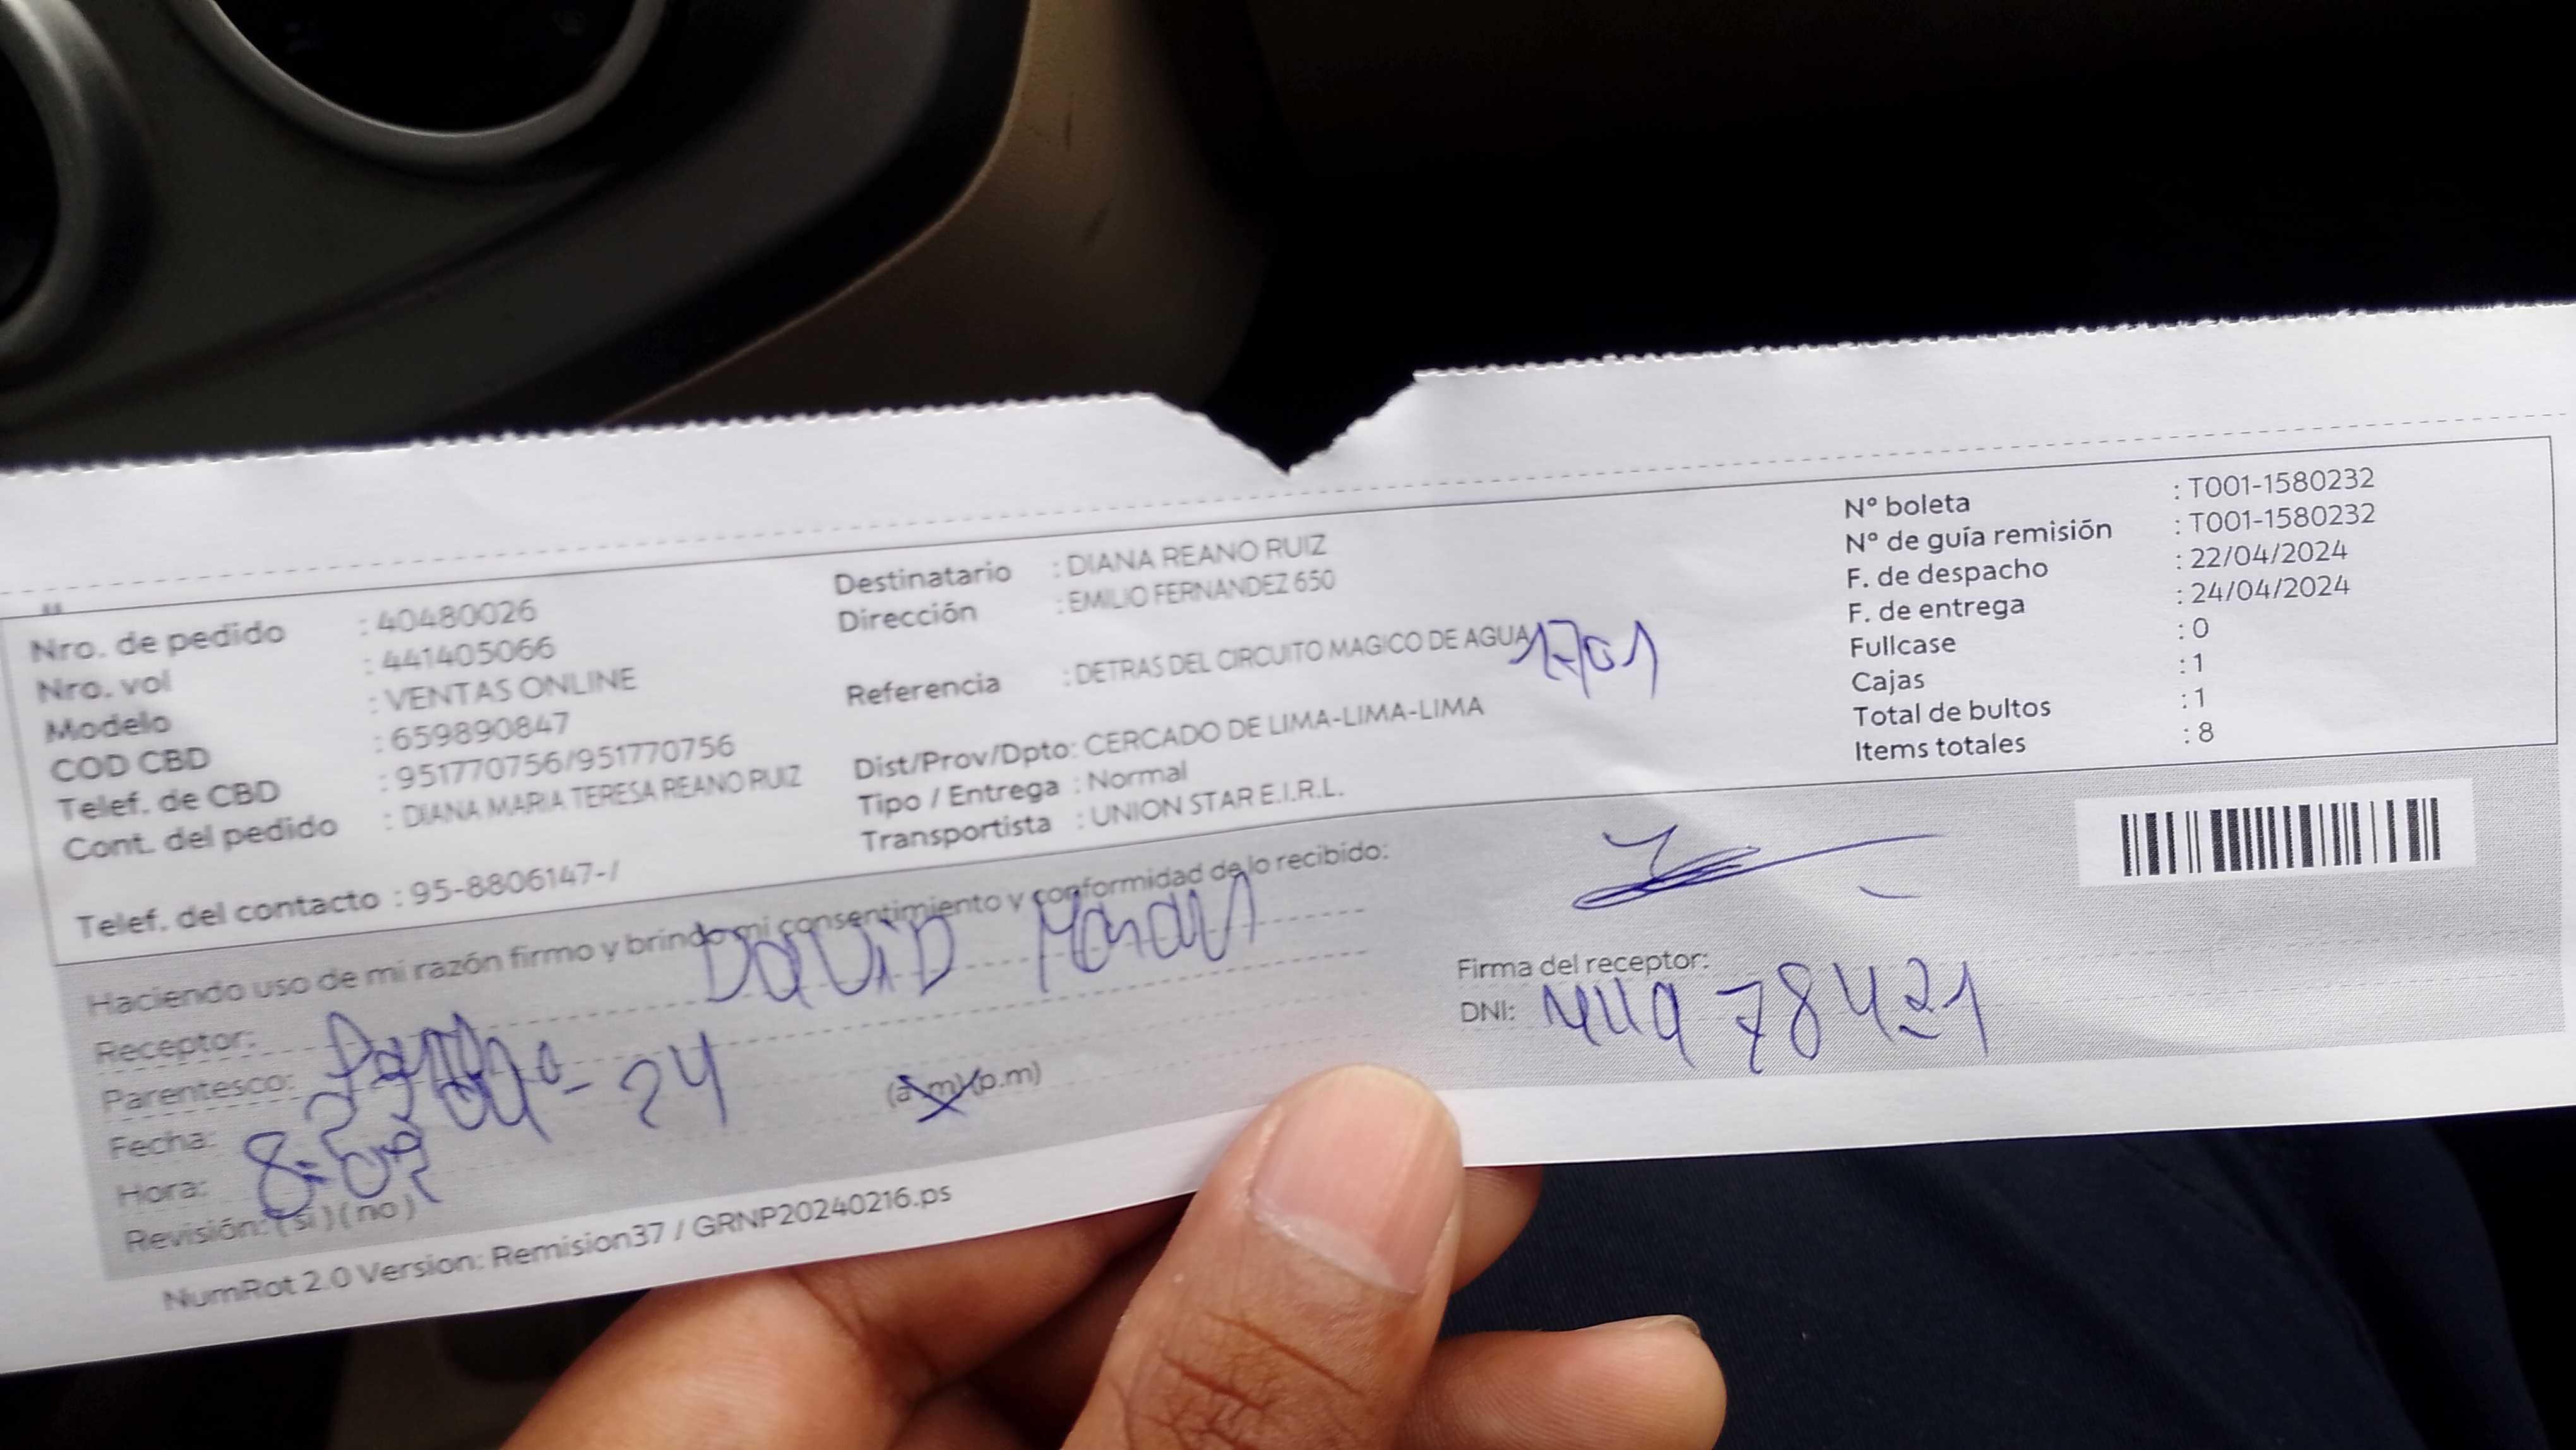 Nro. de pedido : 40480026
Nro. vol : 441405066
Modelo : VENTAS ONLINE
COD CBD : 659890847
Telef. de CBD : 951770756/951770756
Cont. del pedido : DIANA MARIA TERESA REANO RUIZ
Telef. del contacto : 95-8806147-/
Destinatario : DIANA REANO RUIZ
Dirección : EMILIO FERNANDEZ 650
Referencia : DETRAS DEL CIRCUITO MAGICO DE AGUA 1701
Dist/Prov/Dpto: CERCADO DE LIMA-LIMA-LIMA
Tipo / Entrega : Normal
Transportista : UNION STAR E.I.R.L.
Nº boleta : T001-1580232
Nº de guía remisión : T001-1580232
F. de despacho : 22/04/2024
F. de entrega : 24/04/2024
Fullcase : 0
Cajas : 1
Total de bultos : 1
Items totales : 8
Haciendo uso de mi razón firmo y brindo mi consentimiento y conformidad de lo recibido:
Receptor: DAVID
Parentesco:
Fecha: 24
Hora: (a.m)(p.m)
Revisión: (si)(no)
Firma del receptor:
DNI: 44978421
NumRot 2.0 Version: Remision37 / GRNP20240216.ps